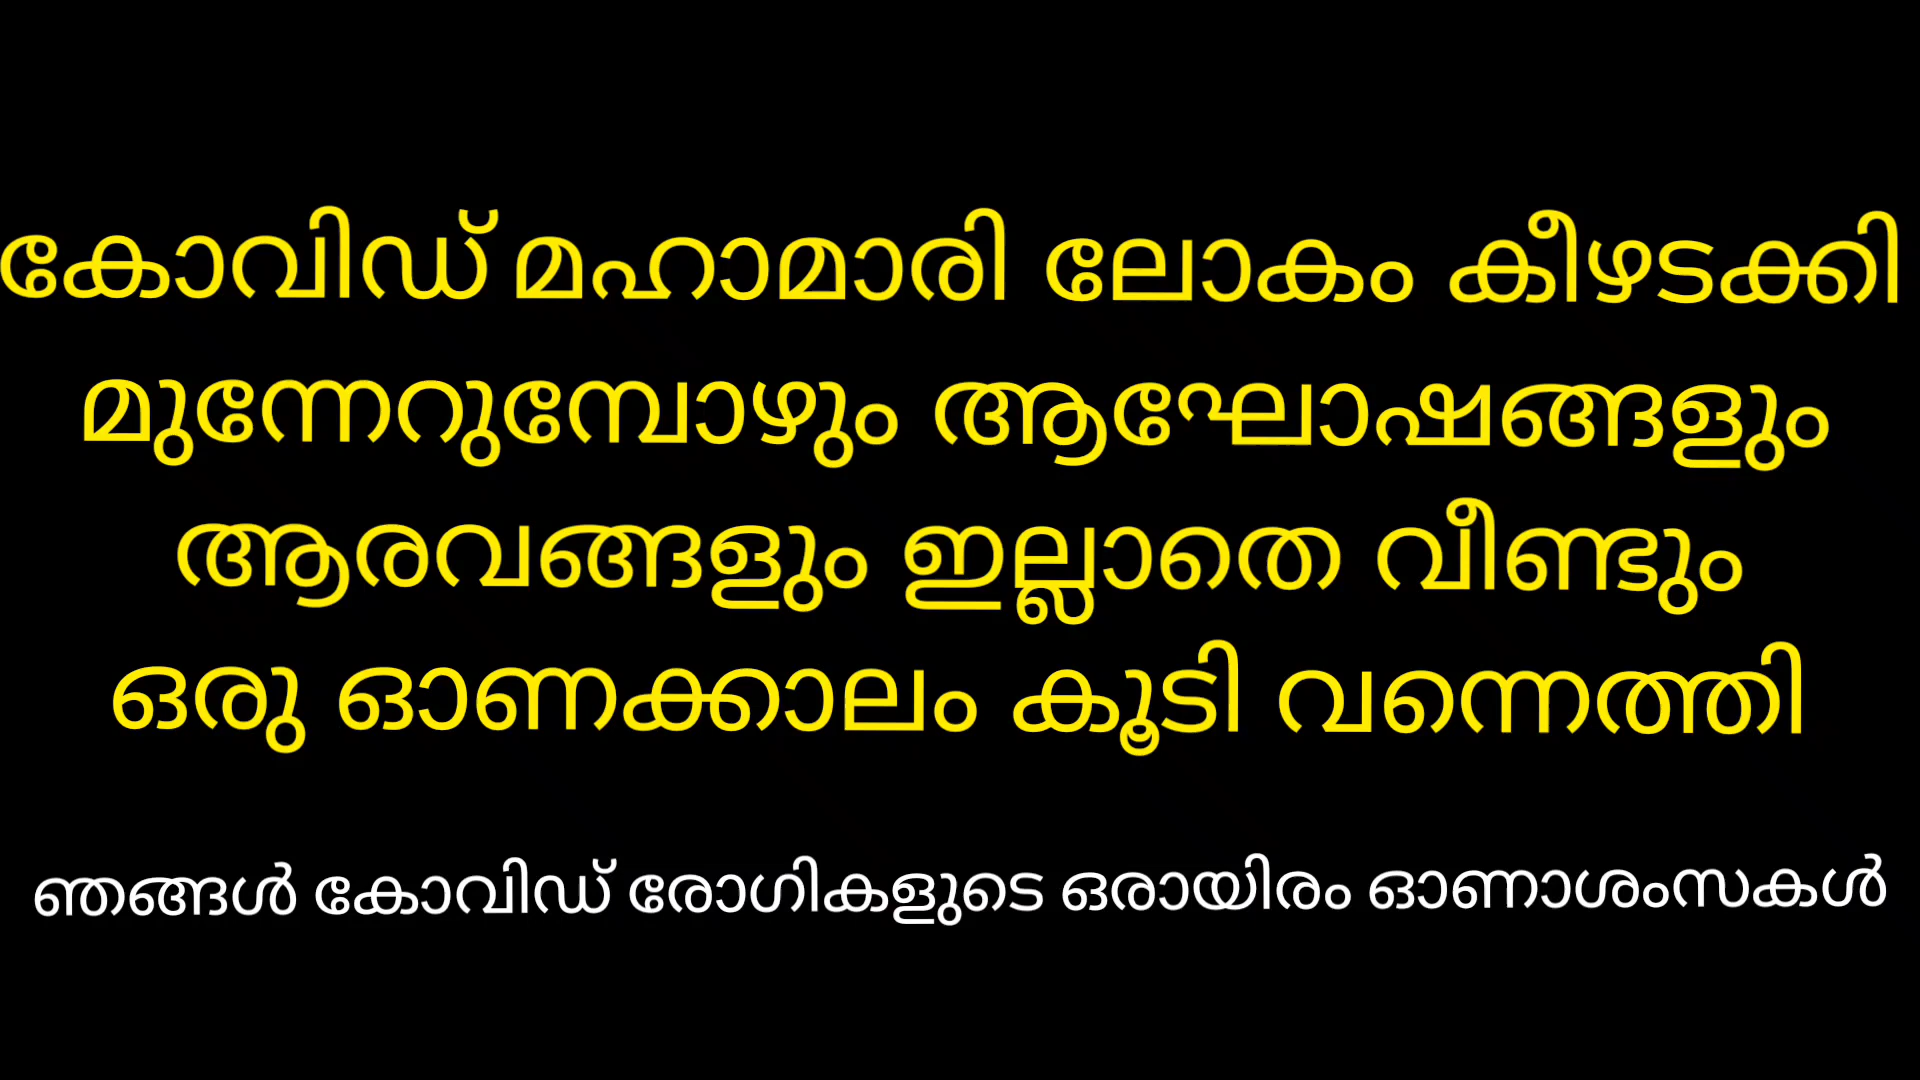 കോവിഡ് മഹാമാരി ലോകം കീഴടക്കി
മുന്നേറുമ്പോഴും ആഘോഷങ്ങളും
ആരവങ്ങളും ഇല്ലാതെ വീണ്ടും
ഒരു ഓണക്കാലം കൂടി വന്നെത്തി
ഞങ്ങൾ കോവിഡ് രോഗികളുടെ ഒരായിരം ഓണാശംസകൾ